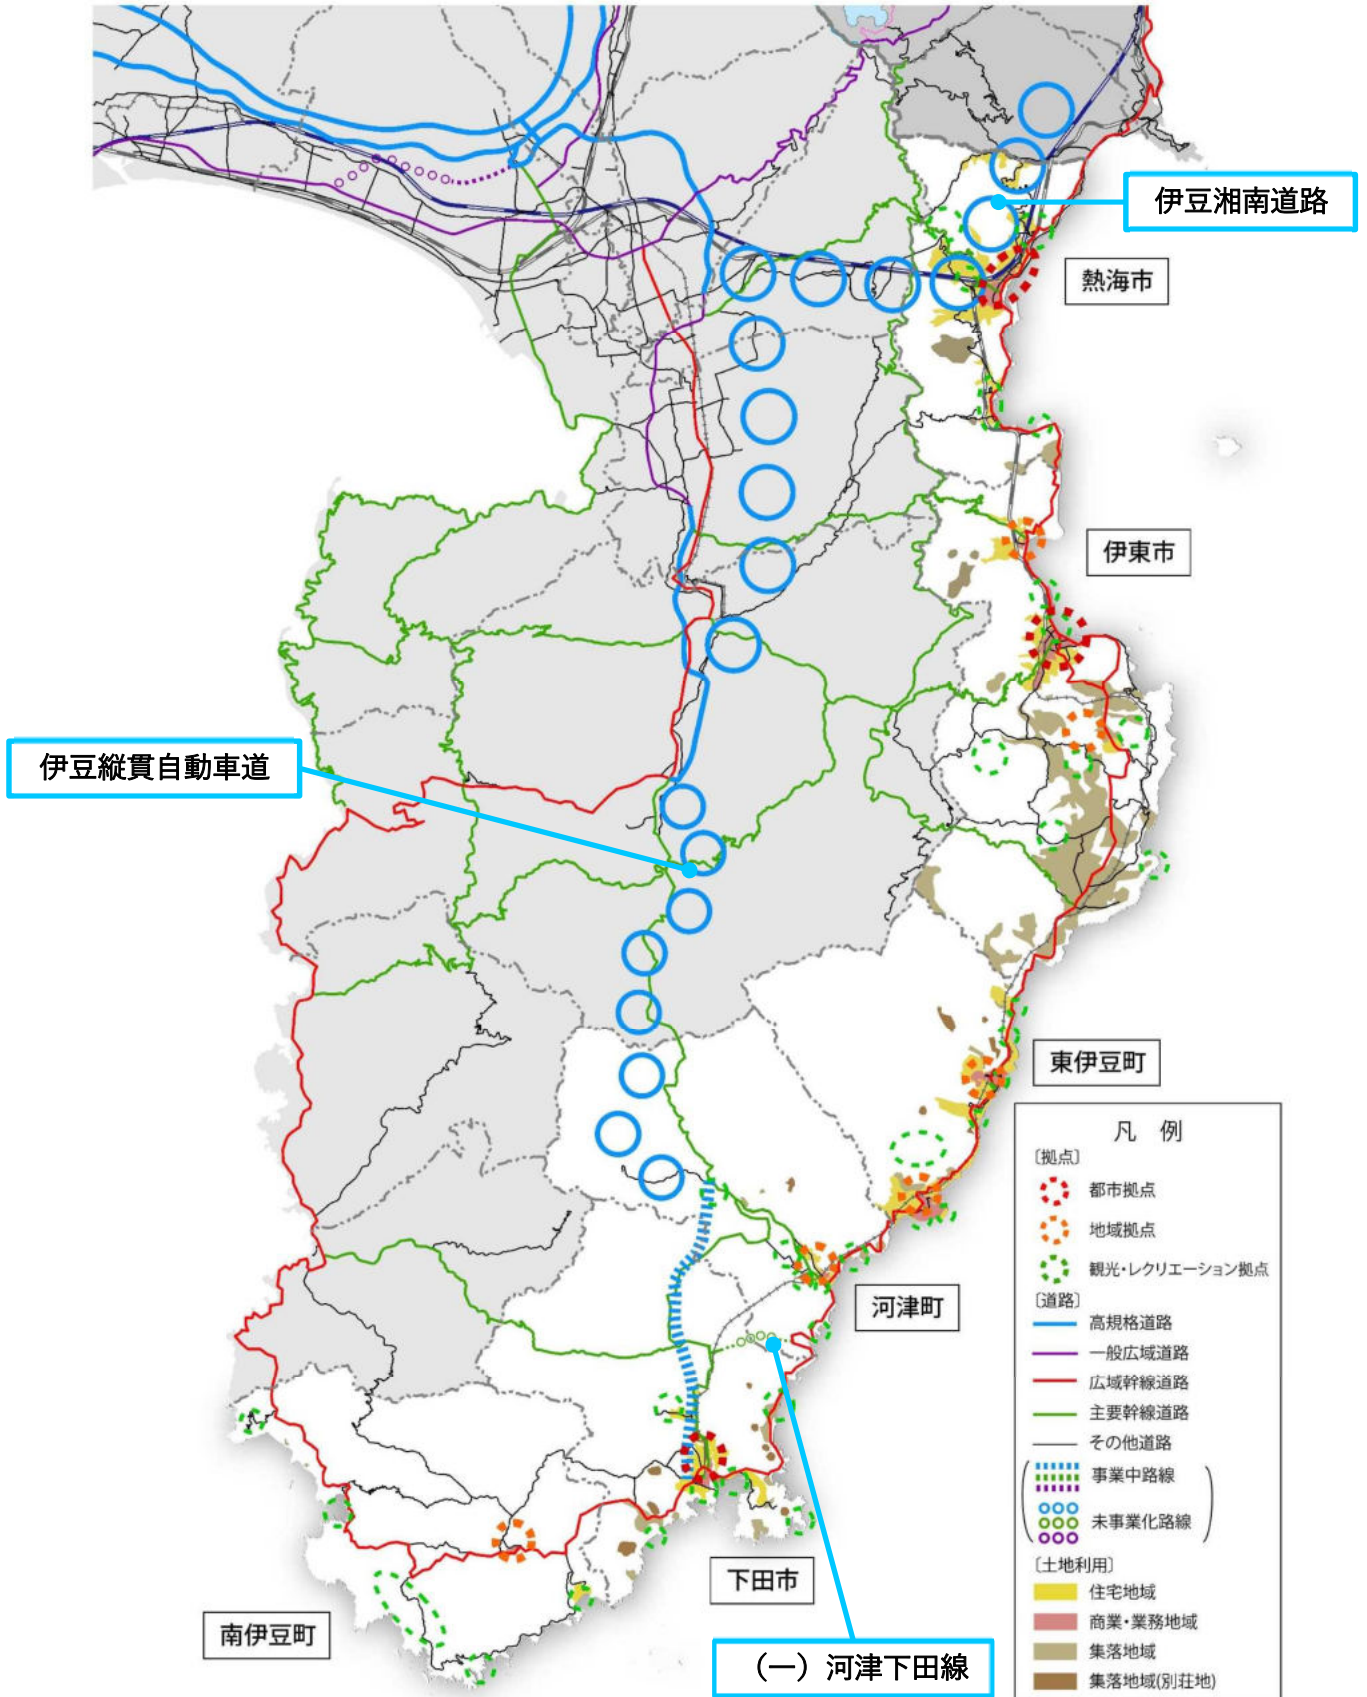 伊豆湘南道路
熱海市
伊東市
伊豆縦貫自動車道
東伊豆町
河津町
下田市
南伊豆町
（一）河津下田線
凡 例
〔拠点〕
都市拠点
地域拠点
観光・レクリエーション拠点
〔道路〕
高規格道路
一般広域道路
広域幹線道路
主要幹線道路
その他道路
事業中路線
未事業化路線
〔土地利用〕
住宅地域
商業・業務地域
集落地域
集落地域(別荘地)